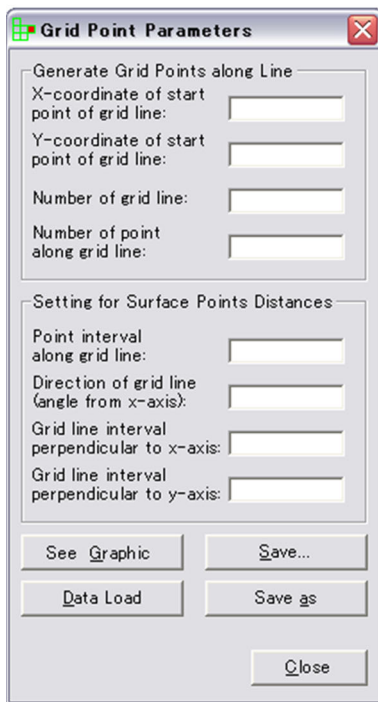 Grid Point Parameters
Generate Grid Points along Line
X-coordinate of start
point of grid line:
Y-coordinate of start
point of grid line:
Number of grid line:
Number of point
along grid line:
Setting for Surface Points Distances
Point interval
along grid line:
Direction of grid line
(angle from x-axis):
Grid line interval
perpendicular to x-axis:
Grid line interval
perpendicular to y-axis:
See Graphic
Save...
Data Load
Save as
Close